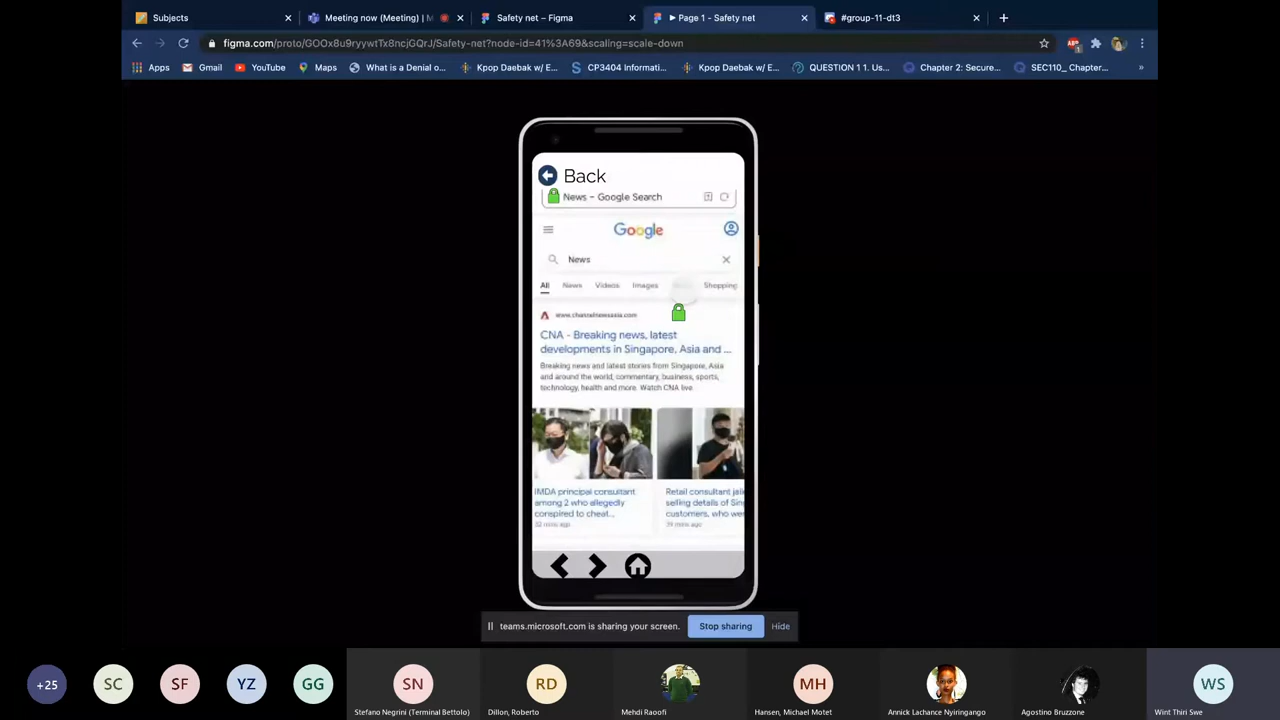 Subjects
Meeting now (Meeting) | M
Safety net – Figma
Page 1 - Safety net
#group-11-dt3
figma.com/proto/GOOx8u9ryywtTx8ncjGQrJ/Safety-net?node-id=41%3A69&scaling=scale-down
Apps
Gmail
YouTube
Maps
What is a Denial o...
Kpop Daebak w/ E...
CP3404 Informati...
Kpop Daebak w/ E...
QUESTION 1 1. Us...
Chapter 2: Secure...
SEC110_ Chapter...
»
Back
News – Google Search
Google
News
All
News
Videos
Images
Shopping
www.channelnewsasia.com
CNA - Breaking news, latest
developments in Singapore, Asia and ...
Breaking news and latest stories from Singapore, Asia
and around the world, commentary, business, sports,
technology, health and more. Watch CNA live
IMDA principal consultant
among 2 who allegedly
conspired to cheat...
32 mins ago
Retail consultant jail
selling details of Sin
customers, who wer
39 mins ago
teams.microsoft.com is sharing your screen.
Stop sharing
Hide
+25
SC
SF
YZ
GG
SN
RD
MH
WS
Stefano Negrini (Terminal Bettolo)
Dillon, Roberto
Mehdi Raoofi
Hansen, Michael Motet
Annick Lachance Nyiringango
Agostino Bruzzone
Wint Thiri Swe